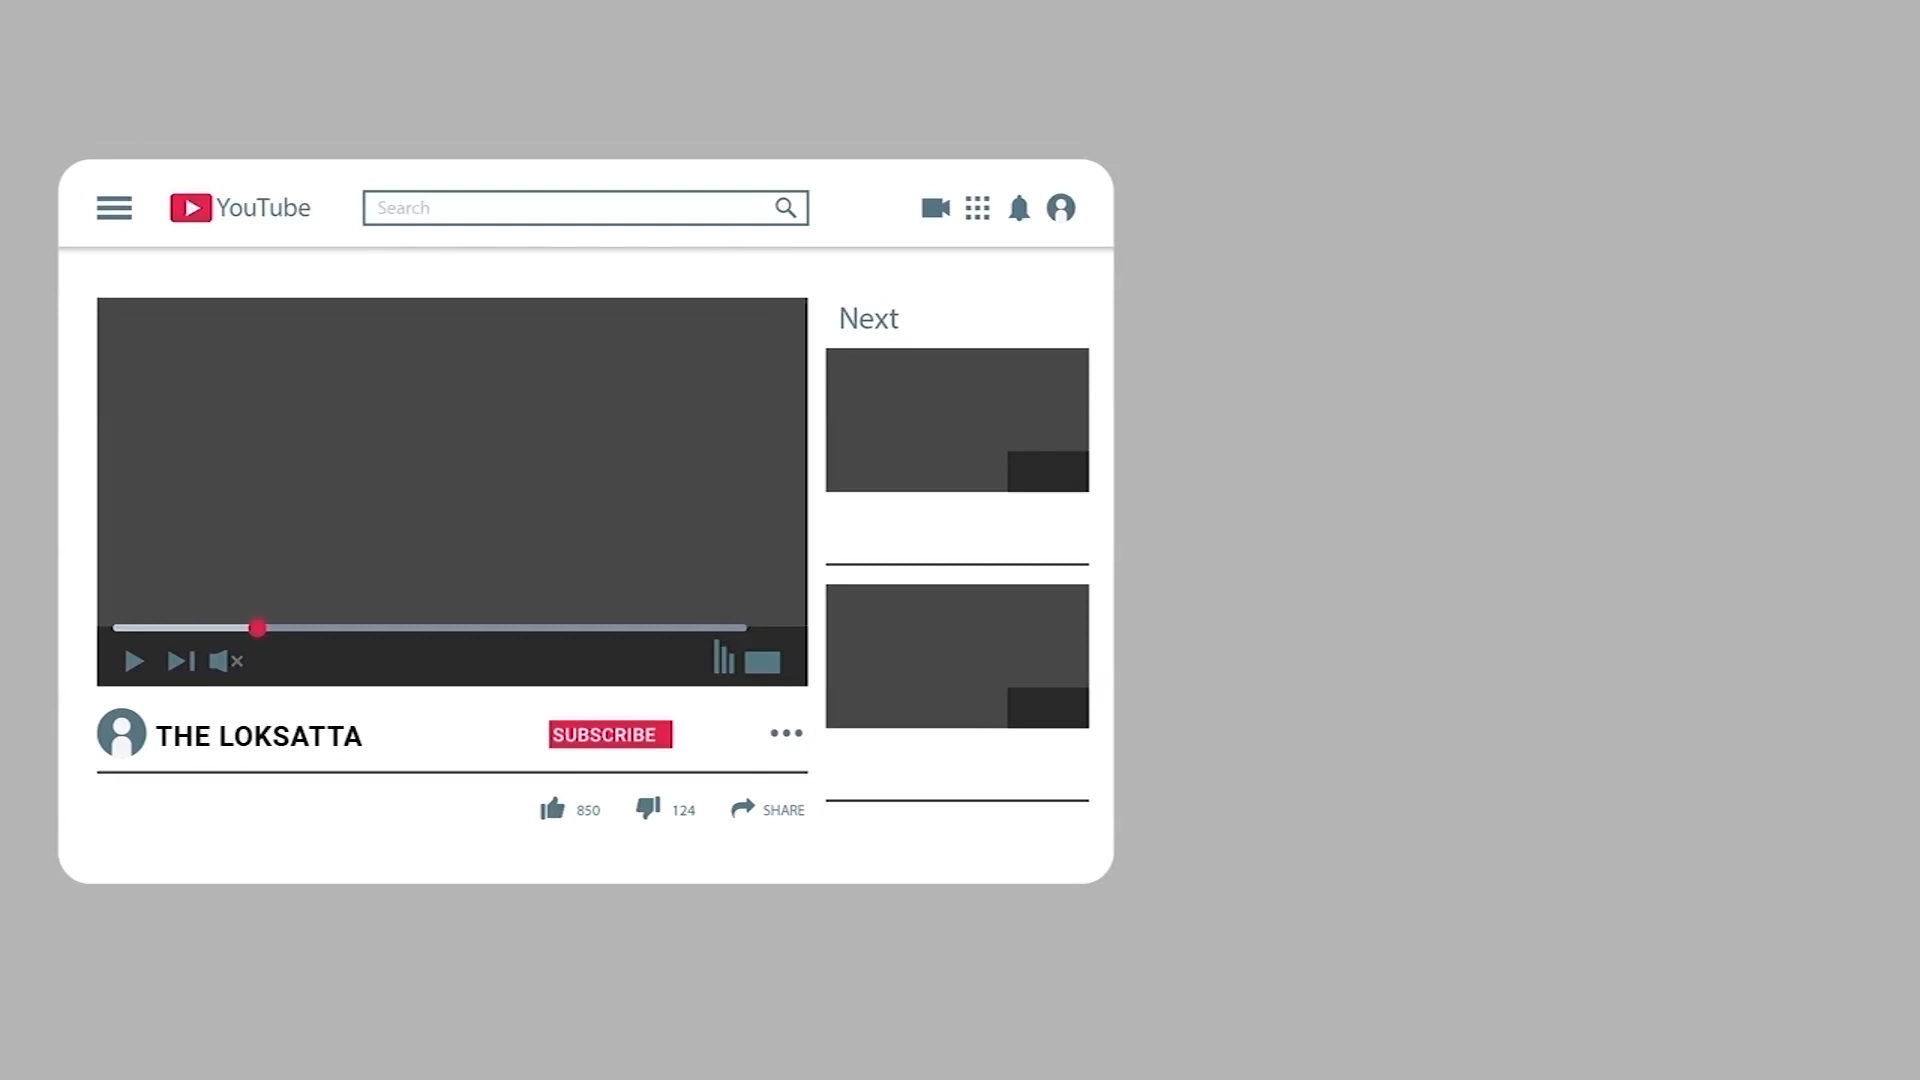 YouTube
Search
Next
THE LOKSATTA
SUBSCRIBE
850
124
SHARE